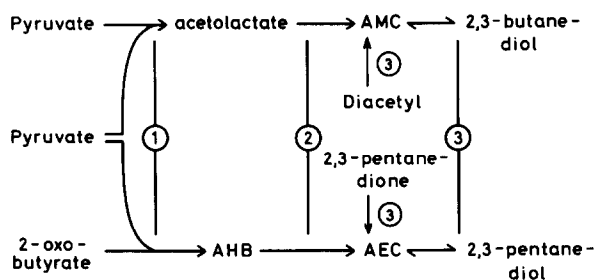 Pyruvate acetolactate AMC 2,3-butane-
diol
3
Diacetyl
Pyruvate 1 2 3
2,3-pentane-
dione
3
2-oxo-
butyrate AHB AEC 2,3-pentane-
diol